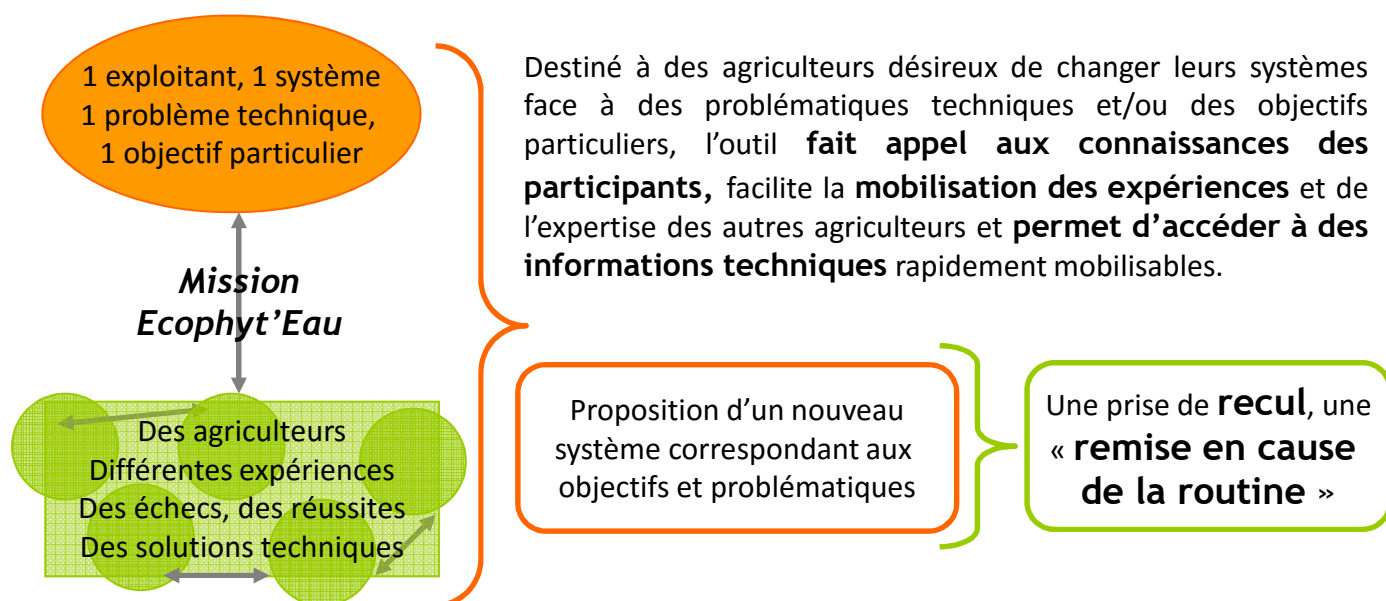 1 exploitant, 1 système
1 problème technique,
1 objectif particulier
Mission
Ecophyt’Eau
Des agriculteurs
Différentes expériences
Des échecs, des réussites
Des solutions techniques
Destiné à des agriculteurs désireux de changer leurs systèmes
face à des problématiques techniques et/ou des objectifs
particuliers, l’outil fait appel aux connaissances des
participants, facilite la mobilisation des expériences et de
l’expertise des autres agriculteurs et permet d’accéder à des
informations techniques rapidement mobilisables.
Proposition d’un nouveau
système correspondant aux
objectifs et problématiques
Une prise de recul, une
« remise en cause
de la routine »